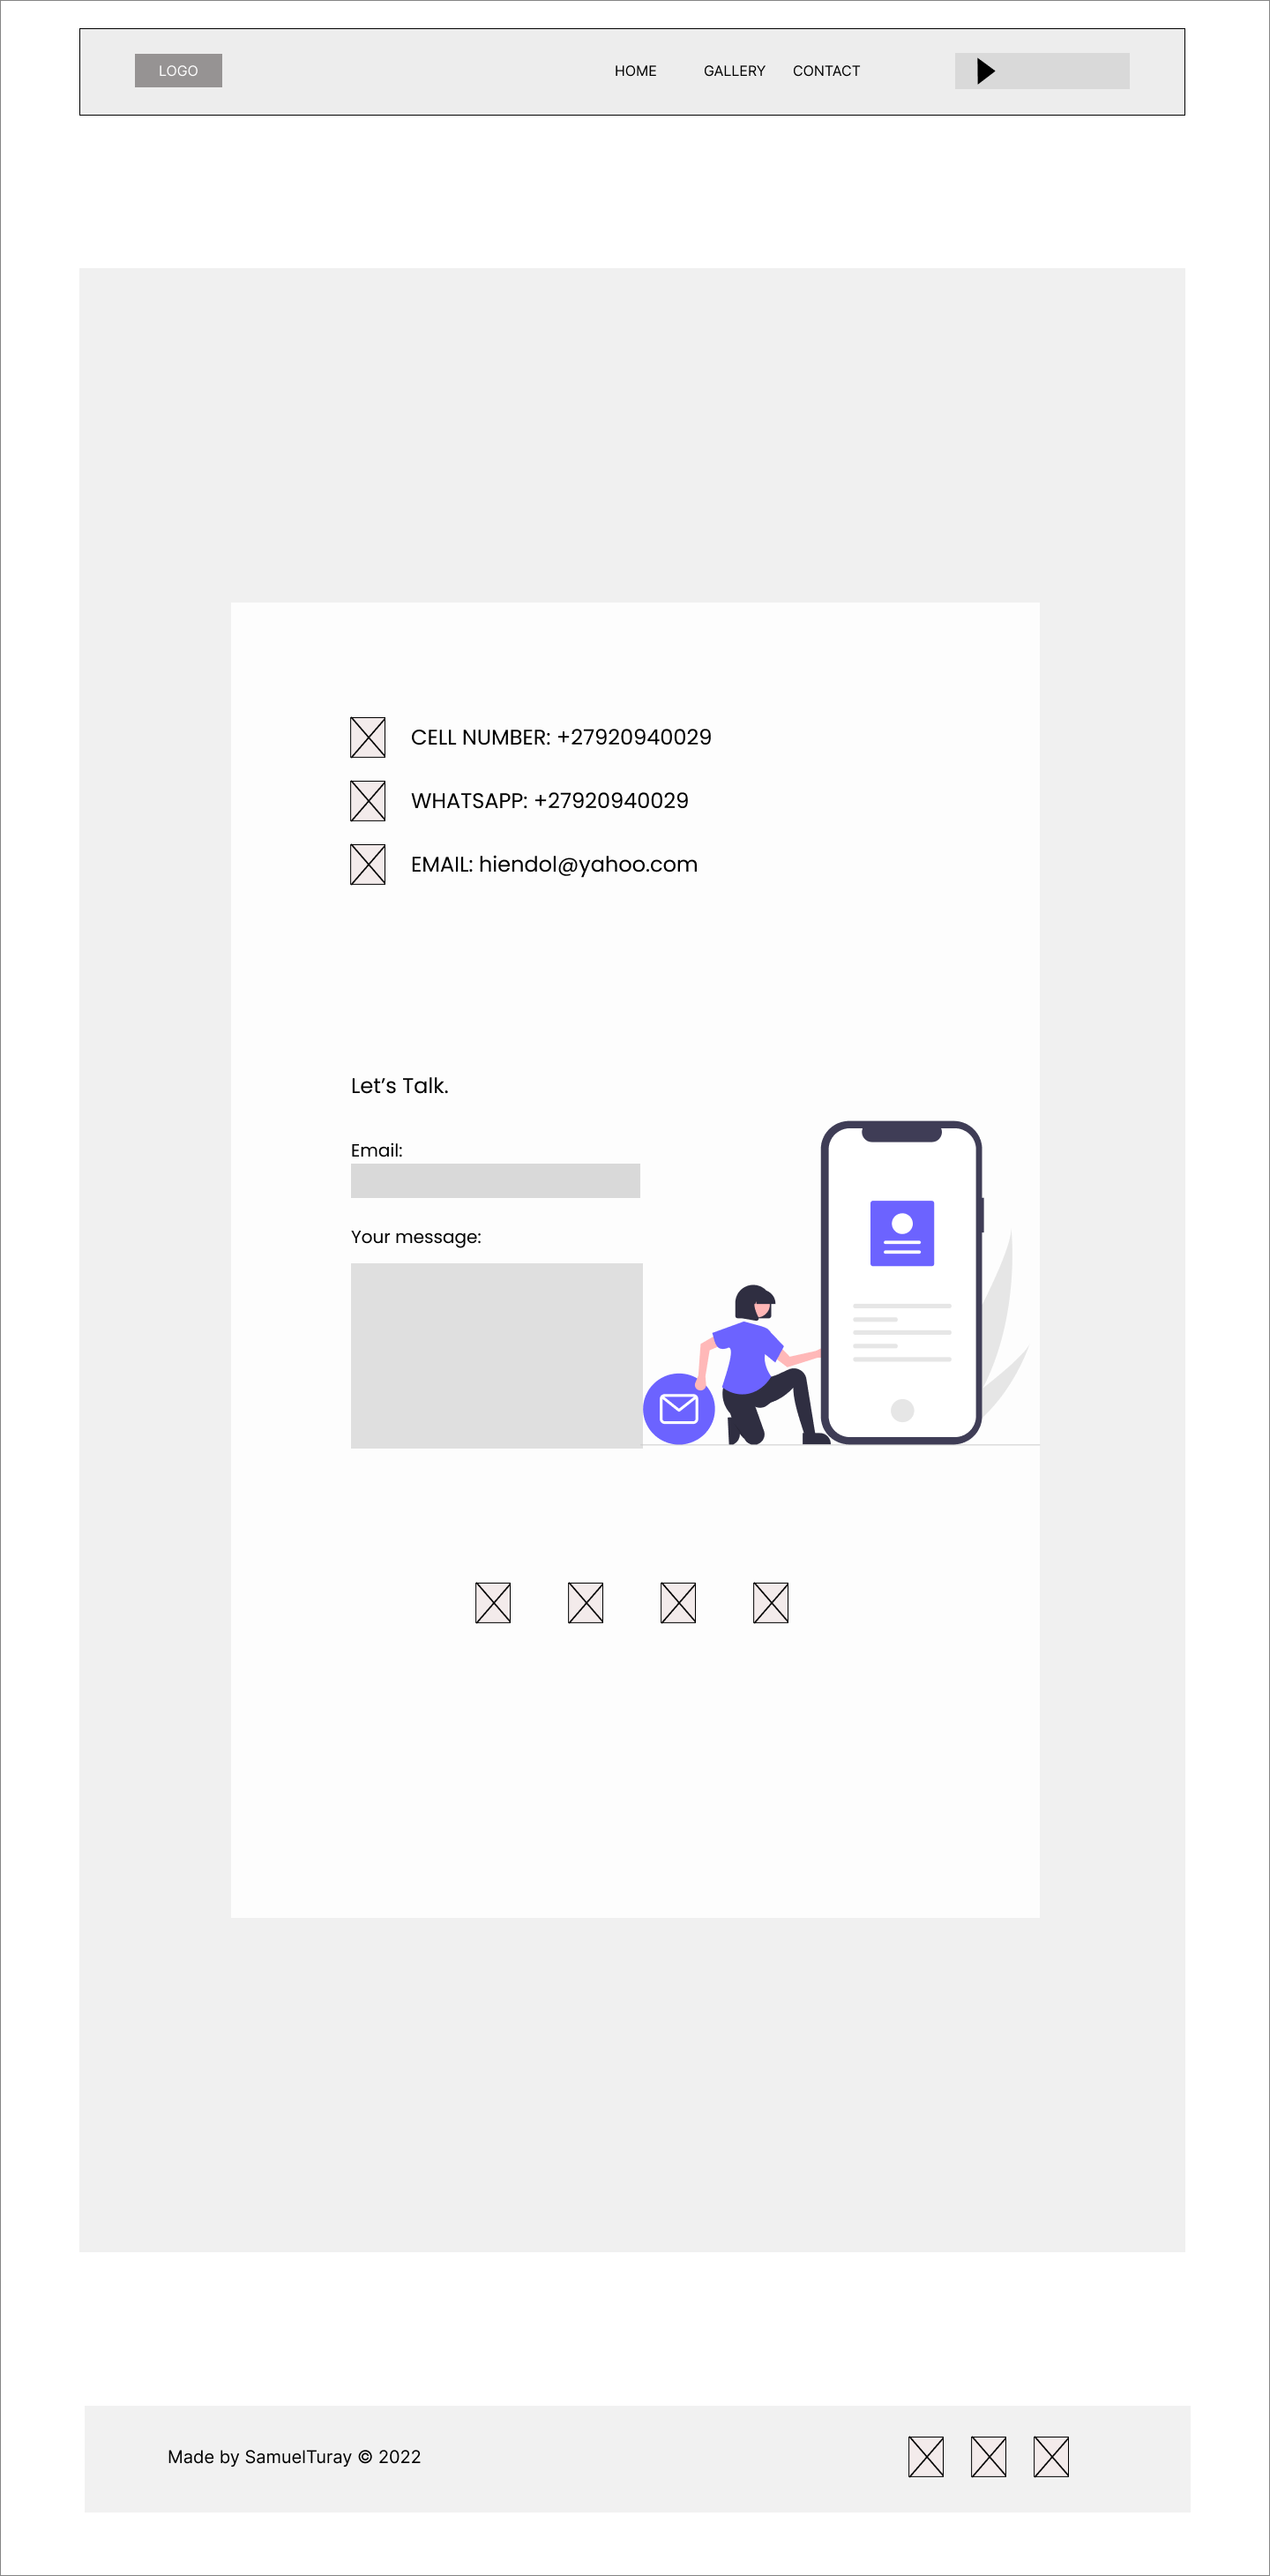 LOGO
HOME GALLERY CONTACT
CELL NUMBER: +27920940029
WHATSAPP: +27920940029
EMAIL: hiendol@yahoo.com
Let’s Talk.
Email:
Your message:
Made by SamuelTuray © 2022